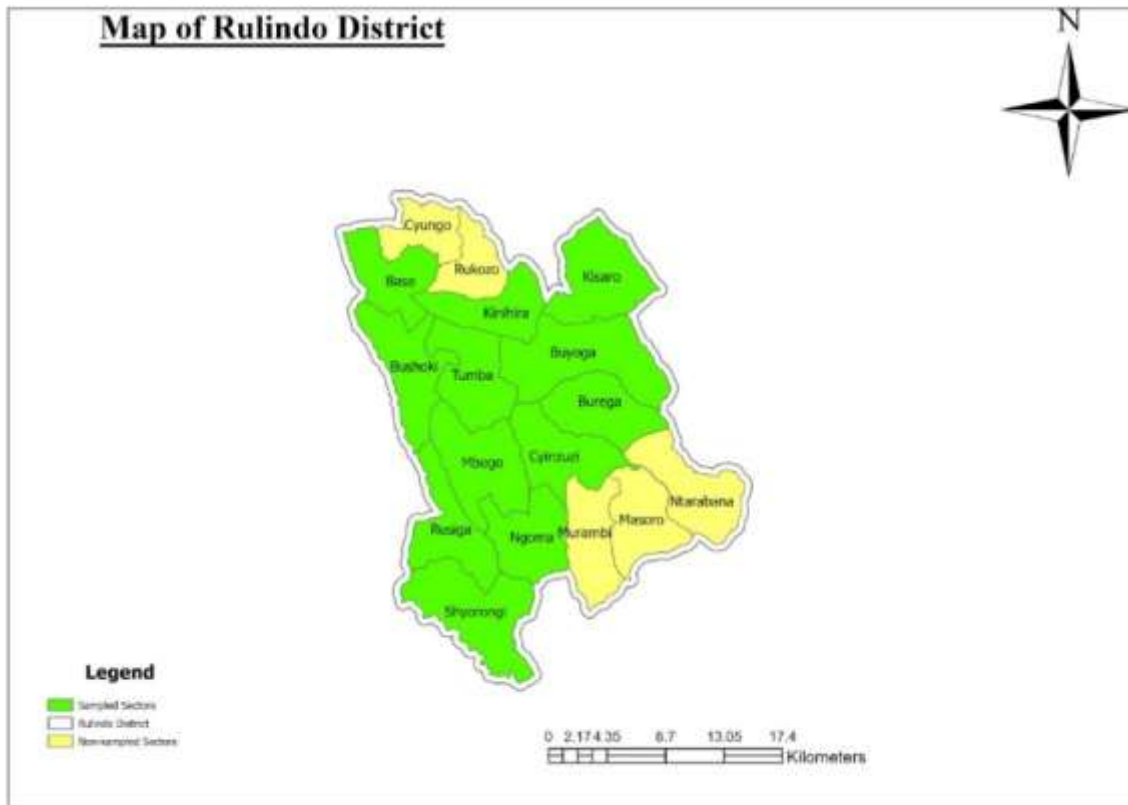 Map of Rulindo District
N
Cyungo
Rukozo
Base
Kisaro
Kinihira
Buyoga
Bushoki
Tumba
Burega
Mbogo
Cyinzuzi
Ntarabana
Masoro
Murambi
Ngoma
Rusiga
Shyorongi
Legend
Sampled Sectors
Rulindo District
Non-sampled Sectors
0 2.174.35 8.7 13.05 17.4
Kilometers